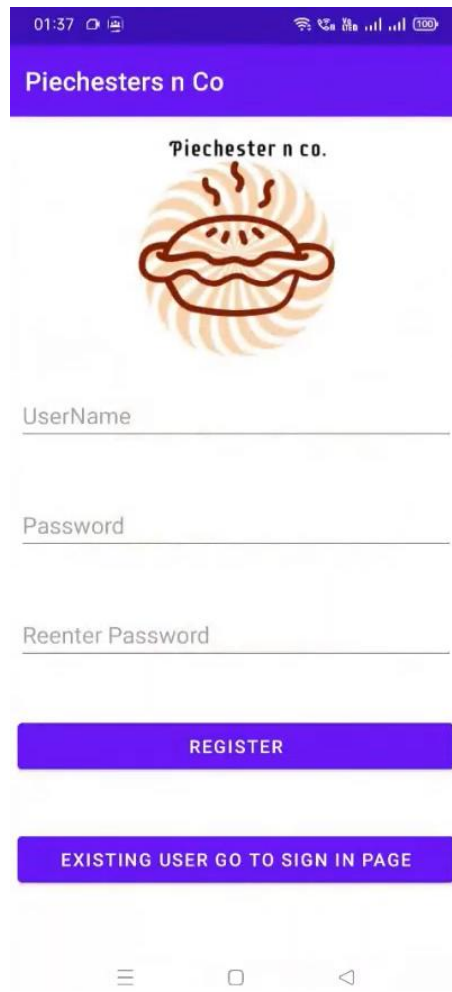 01:37
100
Piechesters n Co
Piechester n co.
UserName
Password
Reenter Password
REGISTER
EXISTING USER GO TO SIGN IN PAGE